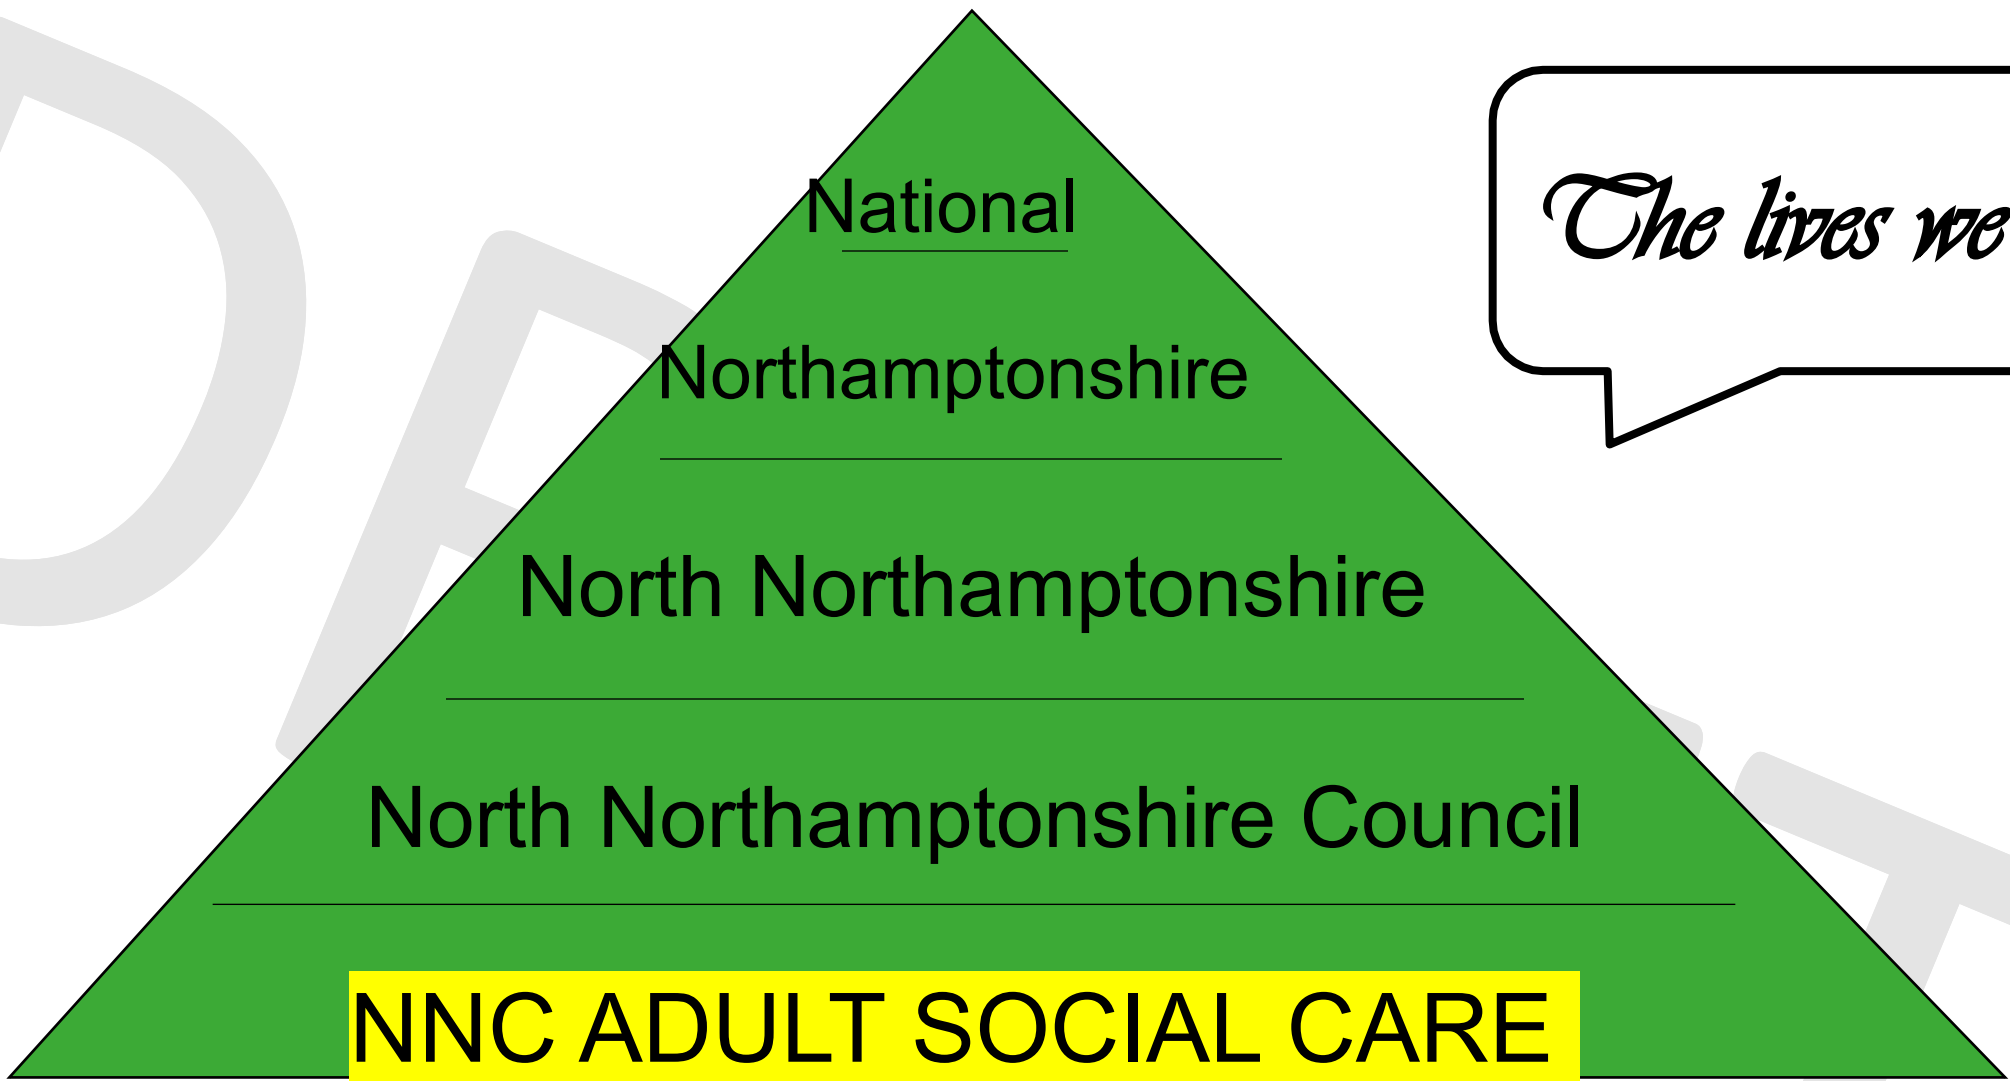 National
The lives we
Northamptonshire
North Northamptonshire
North Northamptonshire Council
NNC ADULT SOCIAL CARE